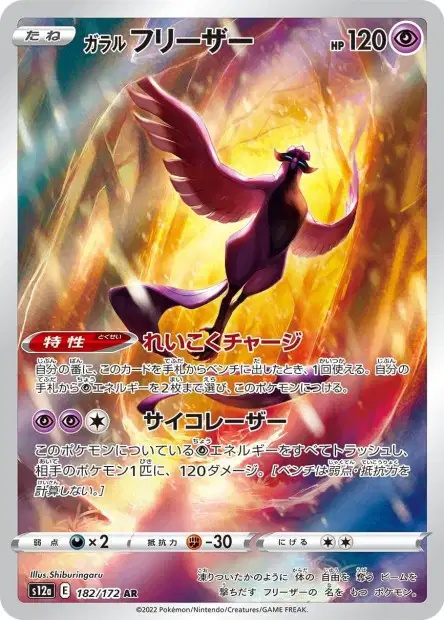 たね ガラル フリーザー HP 120
特性 とくせい れいこくチャージ
自分の番に、このカードを手札からベンチに出したとき、1回使える。自分の
手札からエネルギーを2枚まで選び、このポケモンにつける。
サイコレーザー
このポケモンについているエネルギーをすべてトラッシュし、
相手のポケモン1匹に、120ダメージ。[ベンチは弱点・抵抗力を
計算しない。]
弱点 ×2 抵抗力 -30 にげる
Illus.Shiburingaru
s12a E 182/172 AR
凍りついたかのように 体の 自由を 奪う ビームを
撃ちだす フリーザーの 名を もつ ポケモン。
©2022 Pokémon/Nintendo/Creatures/GAME FREAK.